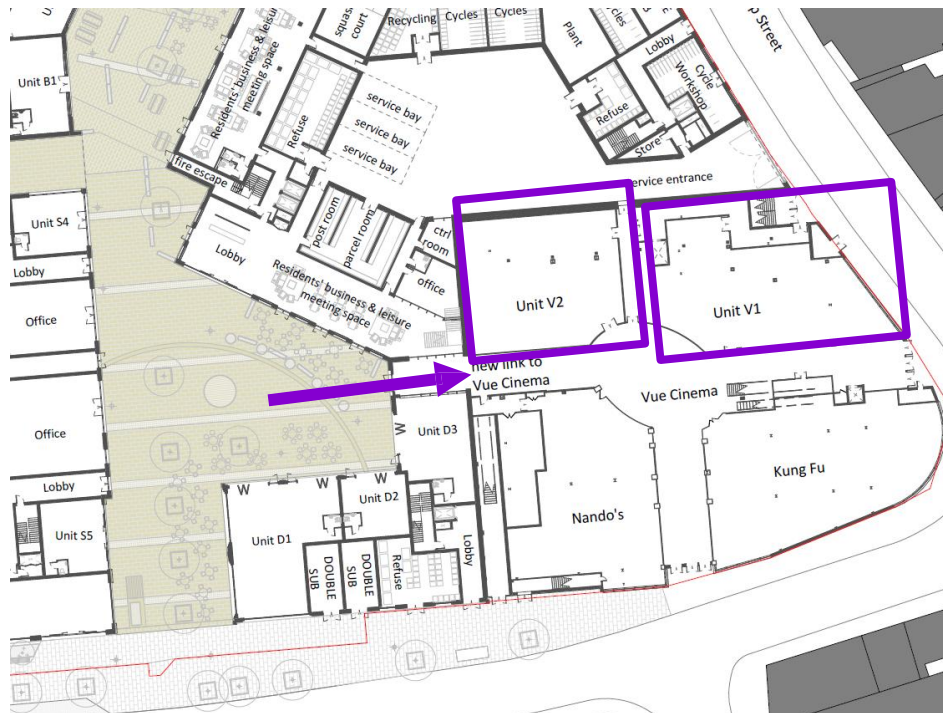 squash
court
Recycling
Cycles
Cycles
Plant
Cycles
Lobby
Street
Unit B1
Residents' business & leisure
meeting space
Refuse
service bay
service bay
service bay
Refuse
Cycle
Workshop
Store
service entrance
fire escape
Unit S4
Lobby
Lobby
post room
parcel room
ctrl
room
office
Residents' business & leisure
meeting space
Unit V2
Unit V1
Office
new link to
Vue Cinema
Vue Cinema
Office
Unit D3
Kung Fu
Lobby
Unit D2
Nando's
Unit S5
Unit D1
DOUBLE
SUB
DOUBLE
SUB
Refuse
Lobby